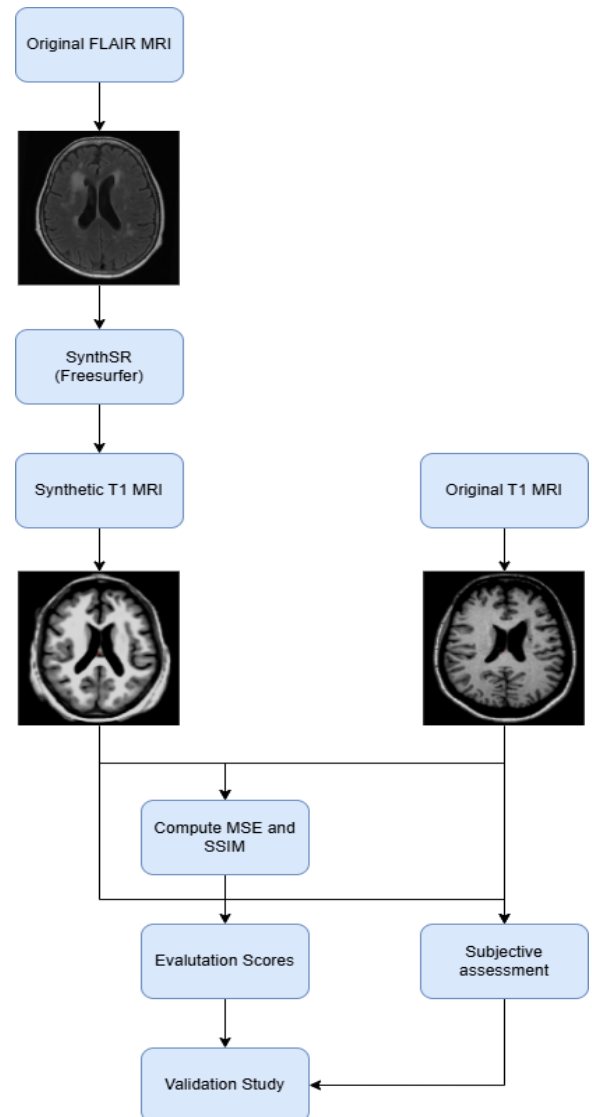 Original FLAIR MRI
SynthSR
(Freesurfer)
Synthetic T1 MRI
Original T1 MRI
Compute MSE and
SSIM
Evalutation Scores
Subjective
assessment
Validation Study